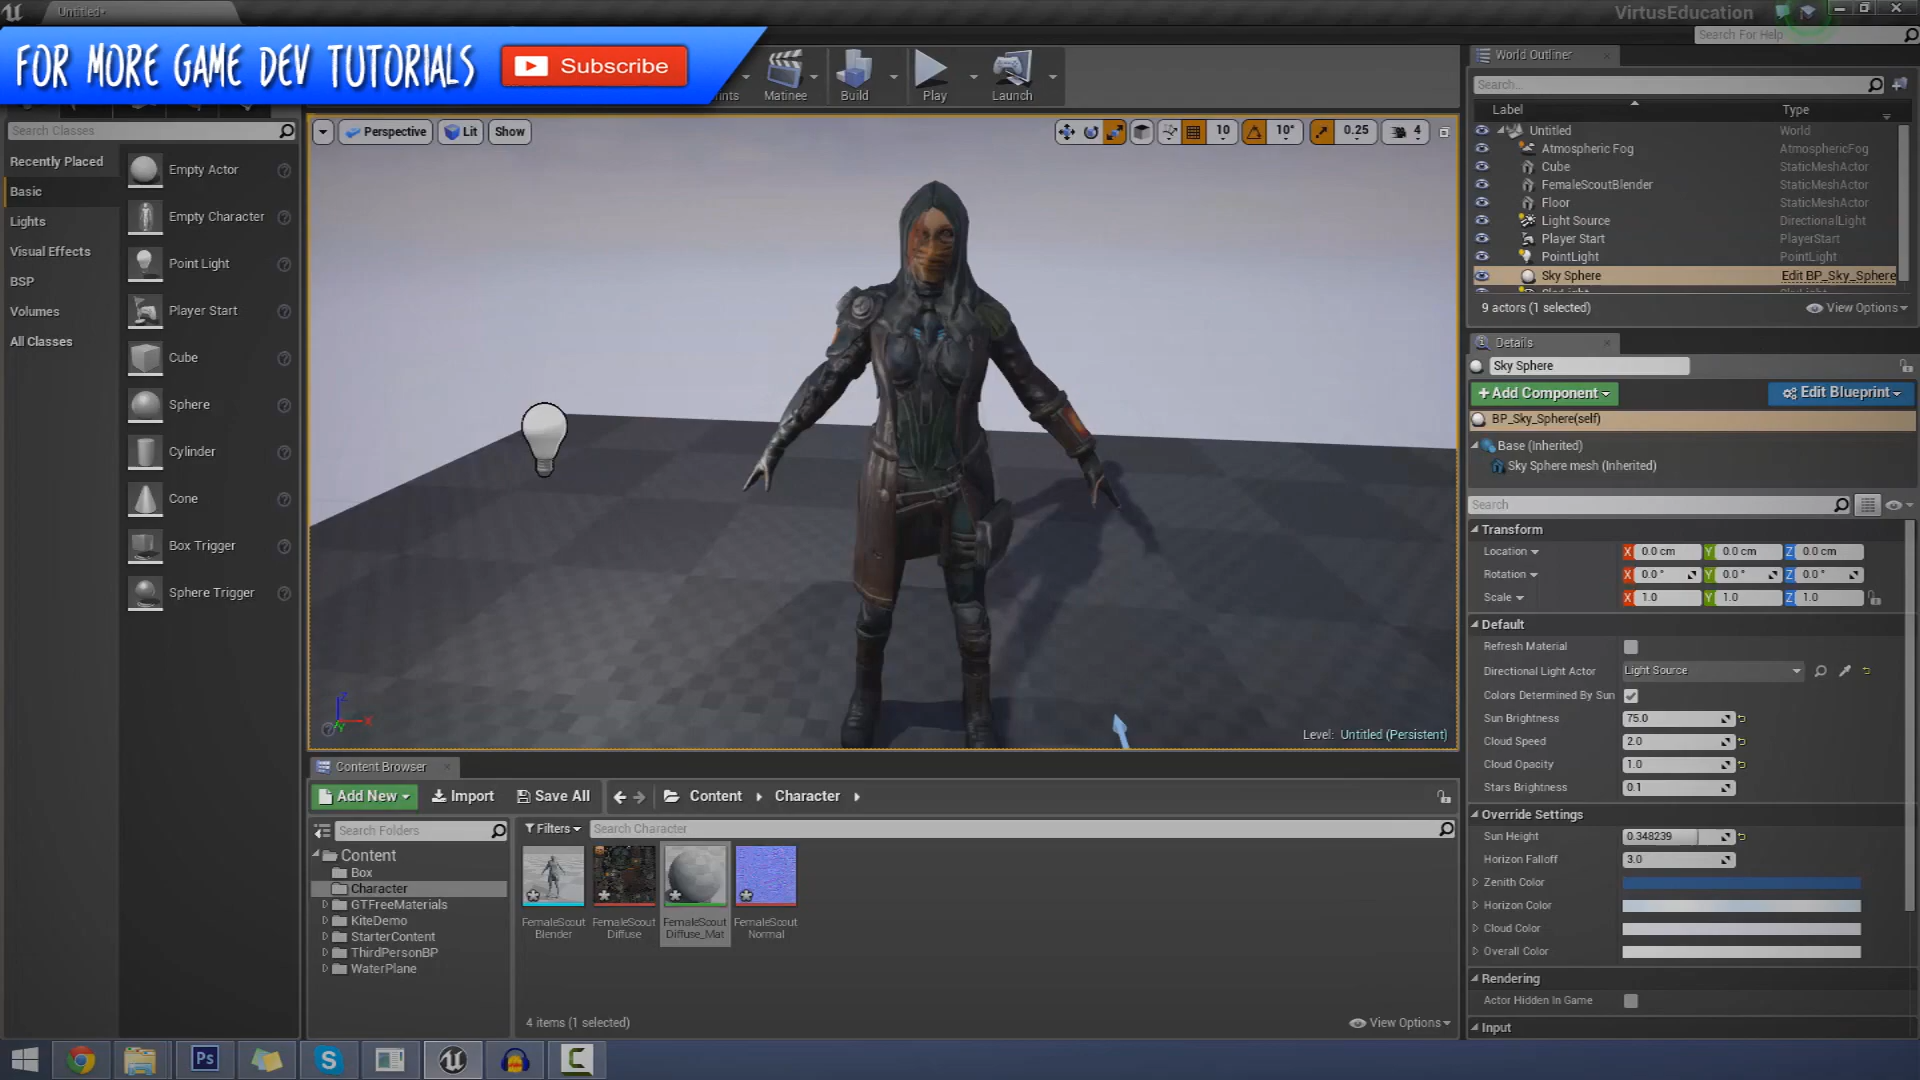 Untitled*
VirtusEducation
Search For Help
FOR MORE GAME DEV TUTORIALS
Subscribe
Matinee
Build
Play
Launch
World Outliner
Search...
Label
Type
Untitled
World
Atmospheric Fog
AtmosphericFog
Cube
StaticMeshActor
FemaleScoutBlender
StaticMeshActor
Floor
StaticMeshActor
Light Source
DirectionalLight
Player Start
PlayerStart
PointLight
PointLight
Sky Sphere
Edit BP_Sky_Sphere
9 actors (1 selected)
View Options
Search Classes
Recently Placed
Basic
Lights
Visual Effects
BSP
Volumes
All Classes
Empty Actor
Empty Character
Point Light
Player Start
Cube
Sphere
Cylinder
Cone
Box Trigger
Sphere Trigger
Perspective
Lit
Show
10
10°
0.25
4
Level: Untitled (Persistent)
Details
Sky Sphere
+ Add Component
Edit Blueprint
BP_Sky_Sphere(self)
Base (Inherited)
Sky Sphere mesh (Inherited)
Search
Transform
Location
X 0.0 cm Y 0.0 cm Z 0.0 cm
Rotation
X 0.0 ° Y 0.0 ° Z 0.0 °
Scale
X 1.0 Y 1.0 Z 1.0
Default
Refresh Material
Directional Light Actor
Light Source
Colors Determined By Sun
Sun Brightness
75.0
Cloud Speed
2.0
Cloud Opacity
1.0
Stars Brightness
0.1
Override Settings
Sun Height
0.348239
Horizon Falloff
3.0
Zenith Color
Horizon Color
Cloud Color
Overall Color
Rendering
Actor Hidden In Game
Input
Content Browser
Add New
Import
Save All
Content
Character
Search Folders
Filters
Search Character
Content
Box
Character
GTFreeMaterials
KiteDemo
StarterContent
ThirdPersonBP
WaterPlane
FemaleScout
Blender
FemaleScout
Diffuse
FemaleScout
Diffuse_Mat
FemaleScout
Normal
4 items (1 selected)
View Options
Ps